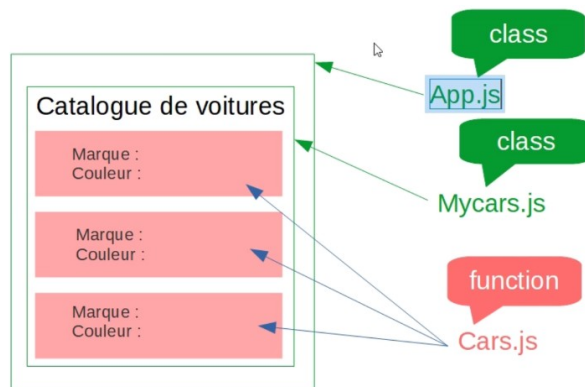 class
App.js
Catalogue de voitures
class
Marque :
Couleur :
Mycars.js
Marque :
Couleur :
function
Marque :
Couleur :
Cars.js